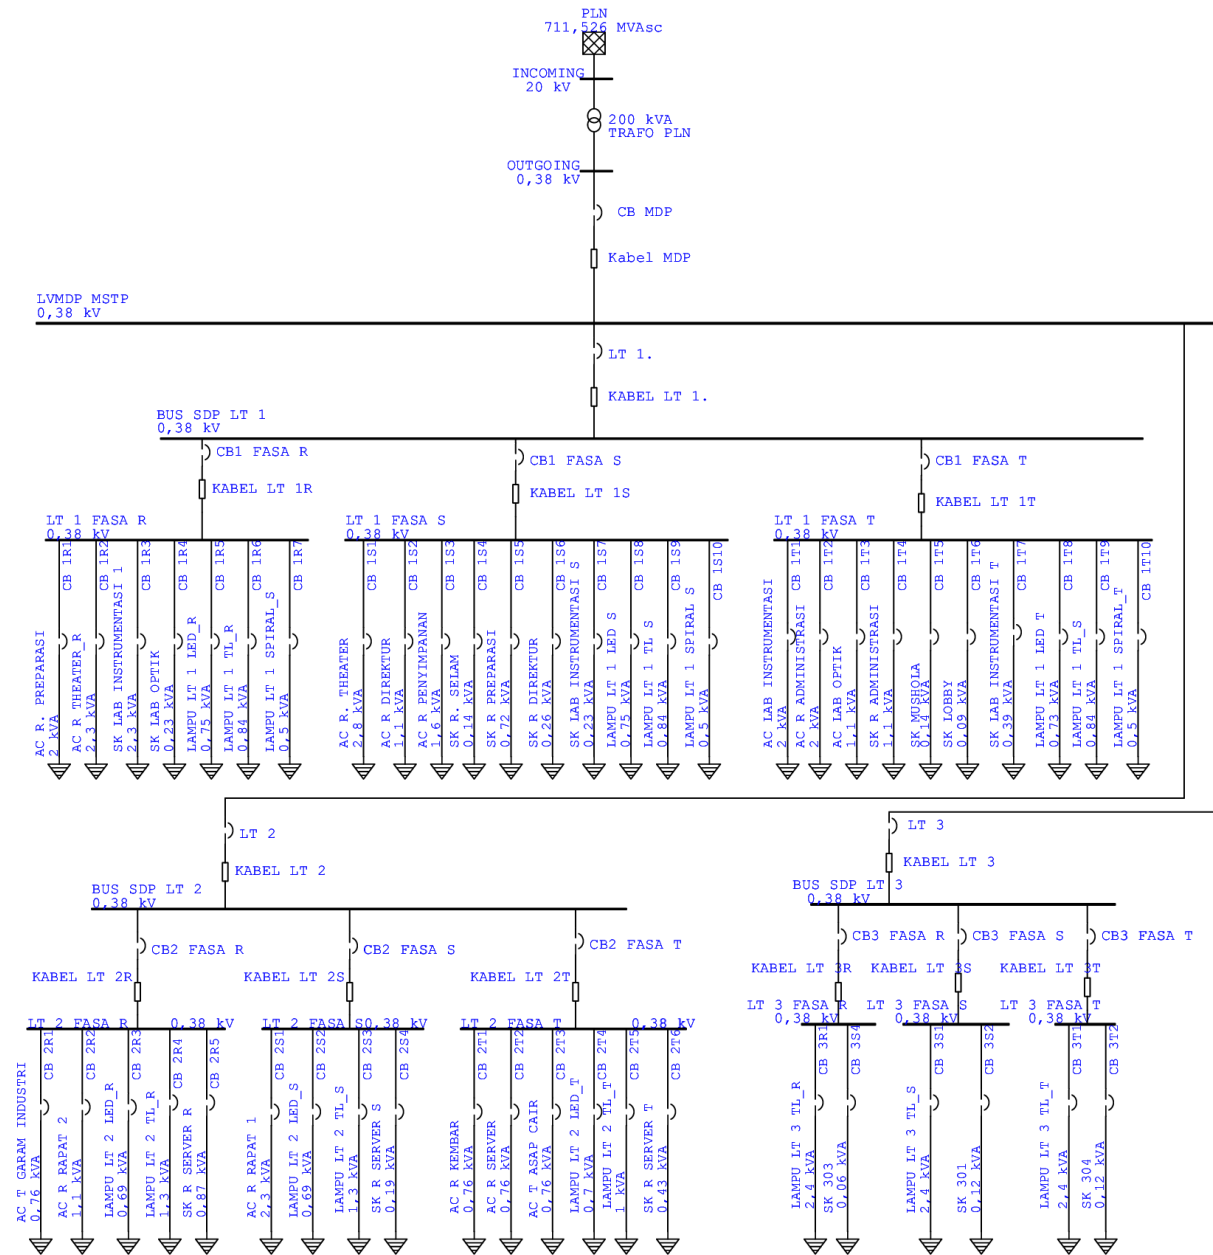 PLN
711,526 MVAsc
INCOMING
20 kV
200 kVA
TRAFO PLN
OUTGOING
0,38 kV
CB MDP
Kabel MDP
LVMDP MSTP
0,38 kV
LT 1.
KABEL LT 1.
BUS SDP LT 1
0,38 kV
CB1 FASA R
CB1 FASA S
CB1 FASA T
KABEL LT 1R
KABEL LT 1S
KABEL LT 1T
LT 1 FASA R
0,38 kV
LT 1 FASA S
0,38 kV
LT 1 FASA T
0,38 kV
CB 1R1
CB 1R2
CB 1R3
CB 1R4
CB 1R5
CB 1R6
CB 1R7
CB 1S1
CB 1S2
CB 1S3
CB 1S4
CB 1S5
CB 1S6
CB 1S7
CB 1S8
CB 1S9
CB 1S10
CB 1T1
CB 1T2
CB 1T3
CB 1T4
CB 1T5
CB 1T6
CB 1T7
CB 1T8
CB 1T9
CB 1T10
AC R. PREPARASI
2 kVA
AC R THEATER_R
2,3 kVA
SK LAB INSTRUMENTASI 1
2,3 kVA
SK LAB OPTIK
0,23 kVA
LAMPU LT 1 LED_R
0,75 kVA
LAMPU LT 1 TL_R
0,84 kVA
LAMPU LT 1 SPIRAL_S
0,5 kVA
AC R. THEATER
2,8 kVA
AC R DIREKTUR
1,1 kVA
AC R PENYIMPANAN
1,6 kVA
SK R. SELAM
0,14 kVA
SK R PREPARASI
0,72 kVA
SK R DIREKTUR
0,26 kVA
SK LAB INSTRUMENTASI S
0,23 kVA
LAMPU LT 1 LED S
0,75 kVA
LAMPU LT 1 TL S
0,84 kVA
LAMPU LT 1 SPIRAL S
0,5 kVA
AC LAB INSTRUMENTASI
2 kVA
AC R ADMINISTRASI
2 kVA
AC LAB OPTIK
1,1 kVA
SK R ADMINISTRASI
1,1 kVA
SK MUSHOLA
0,14 kVA
SK LOBBY
0,09 kVA
SK LAB INSTRUMENTASI T
0,39 kVA
LAMPU LT 1 LED T
0,73 kVA
LAMPU LT 1 TL_S
0,84 kVA
LAMPU LT 1 SPIRAL_T
0,5 kVA
LT 2
KABEL LT 2
BUS SDP LT 2
0,38 kV
LT 3
KABEL LT 3
BUS SDP LT 3
0,38 kV
CB2 FASA R
CB2 FASA S
CB2 FASA T
CB3 FASA R
CB3 FASA S
CB3 FASA T
KABEL LT 2R
KABEL LT 2S
KABEL LT 2T
KABEL LT 3R
KABEL LT 3S
KABEL LT 3T
LT 2 FASA R 0,38 kV
LT 2 FASA S 0,38 kV
LT 2 FASA T 0,38 kV
LT 3 FASA R
0,38 kV
LT 3 FASA S
0,38 kV
LT 3 FASA T
0,38 kV
CB 2R1
CB 2R2
CB 2R3
CB 2R4
CB 2R5
CB 2S1
CB 2S2
CB 2S3
CB 2S4
CB 2T1
CB 2T2
CB 2T3
CB 2T4
CB 2T5
CB 2T6
CB 3R1
CB 3S4
CB 3S1
CB 3S2
CB 3T1
CB 3T2
AC T GARAM INDUSTRI
0,76 kVA
AC R RAPAT 2
1,1 kVA
LAMPU LT 2 LED_R
0,69 kVA
LAMPU LT 2 TL_R
1,3 kVA
SK R SERVER R
0,87 kVA
AC R RAPAT 1
2,3 kVA
LAMPU LT 2 LED_S
0,69 kVA
LAMPU LT 2 TL_S
1,3 kVA
SK R SERVER S
0,19 kVA
AC R KEMBAR
0,76 kVA
AC R SERVER
0,76 kVA
AC T ASAP CAIR
0,76 kVA
LAMPU LT 2 LED_T
0,7 kVA
LAMPU LT 2 TL_T
1 kVA
SK R SERVER T
0,43 kVA
LAMPU LT 3 TL_R
2,4 kVA
SK 303
0,06 kVA
LAMPU LT 3 TL_S
2,4 kVA
SK 301
0,12 kVA
LAMPU LT 3 TL_T
2,4 kVA
SK 304
0,12 kVA